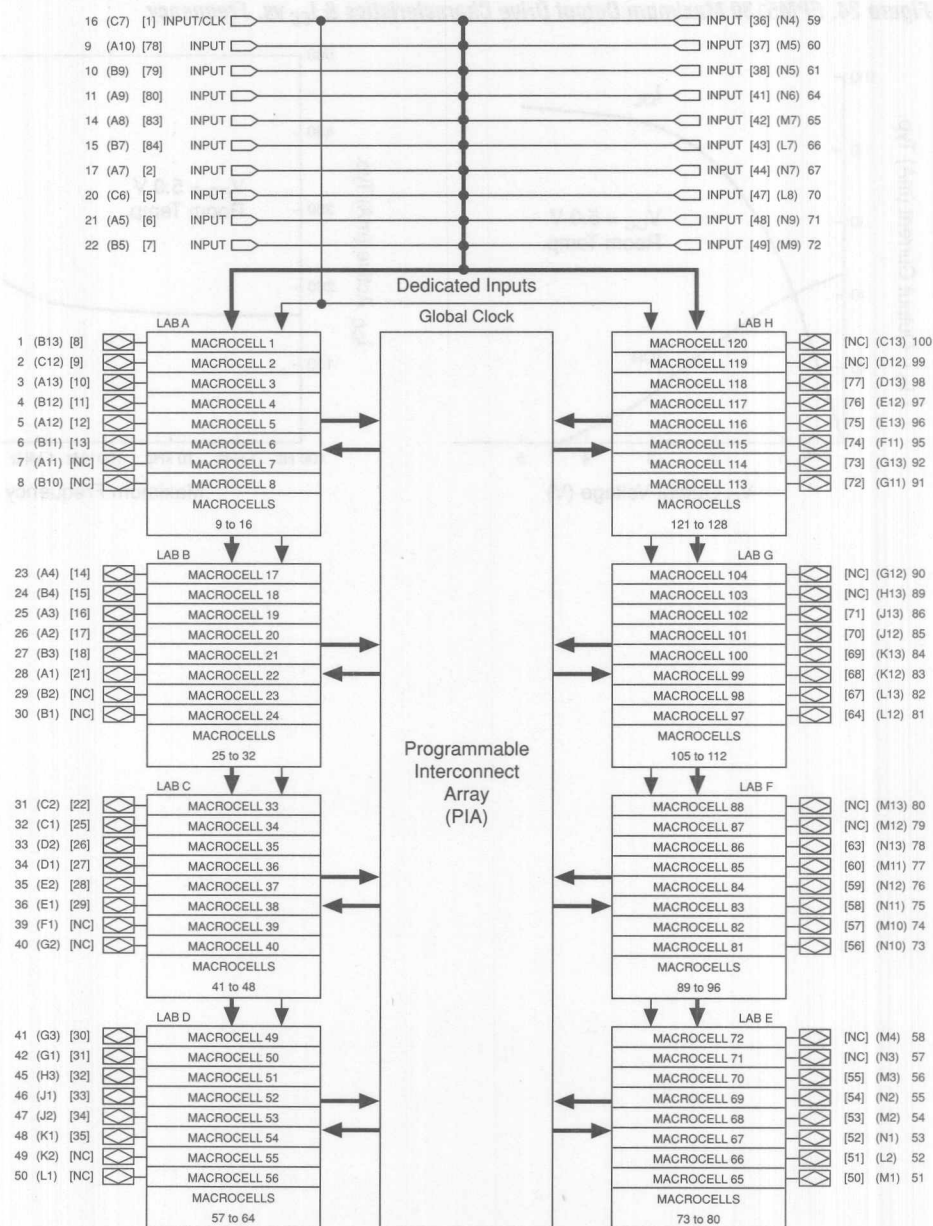 16 (C7) [1] INPUT/CLK INPUT [36] (N4) 59
9 (A10) [78] INPUT INPUT [37] (M5) 60
10 (B9) [79] INPUT INPUT [38] (N5) 61
11 (A9) [80] INPUT INPUT [41] (N6) 64
14 (A8) [83] INPUT INPUT [42] (M7) 65
15 (B7) [84] INPUT INPUT [43] (L7) 66
17 (A7) [2] INPUT INPUT [44] (N7) 67
20 (C6) [5] INPUT INPUT [47] (L8) 70
21 (A5) [6] INPUT INPUT [48] (N9) 71
22 (B5) [7] INPUT INPUT [49] (M9) 72
Dedicated Inputs
Global Clock
LAB A LAB H
1 (B13) [8] MACROCELL 1 MACROCELL 120 [NC] (C13) 100
2 (C12) [9] MACROCELL 2 MACROCELL 119 [NC] (D12) 99
3 (A13) [10] MACROCELL 3 MACROCELL 118 [77] (D13) 98
4 (B12) [11] MACROCELL 4 MACROCELL 117 [76] (E12) 97
5 (A12) [12] MACROCELL 5 MACROCELL 116 [75] (E13) 96
6 (B11) [13] MACROCELL 6 MACROCELL 115 [74] (F11) 95
7 (A11) [NC] MACROCELL 7 MACROCELL 114 [73] (G13) 92
8 (B10) [NC] MACROCELL 8 MACROCELL 113 [72] (G11) 91
MACROCELLS MACROCELLS
9 to 16 121 to 128
LAB B LAB G
23 (A4) [14] MACROCELL 17 MACROCELL 104 [NC] (G12) 90
24 (B4) [15] MACROCELL 18 MACROCELL 103 [NC] (H13) 89
25 (A3) [16] MACROCELL 19 MACROCELL 102 [71] (J13) 86
26 (A2) [17] MACROCELL 20 MACROCELL 101 [70] (J12) 85
27 (B3) [18] MACROCELL 21 MACROCELL 100 [69] (K13) 84
28 (A1) [21] MACROCELL 22 MACROCELL 99 [68] (K12) 83
29 (B2) [NC] MACROCELL 23 MACROCELL 98 [67] (L13) 82
30 (B1) [NC] MACROCELL 24 MACROCELL 97 [64] (L12) 81
MACROCELLS MACROCELLS
25 to 32 105 to 112
Programmable
Interconnect
Array
(PIA)
LAB C LAB F
31 (C2) [22] MACROCELL 33 MACROCELL 88 [NC] (M13) 80
32 (C1) [25] MACROCELL 34 MACROCELL 87 [NC] (M12) 79
33 (D2) [26] MACROCELL 35 MACROCELL 86 [63] (N13) 78
34 (D1) [27] MACROCELL 36 MACROCELL 85 [60] (M11) 77
35 (E2) [28] MACROCELL 37 MACROCELL 84 [59] (N12) 76
36 (E1) [29] MACROCELL 38 MACROCELL 83 [58] (N11) 75
39 (F1) [NC] MACROCELL 39 MACROCELL 82 [57] (M10) 74
40 (G2) [NC] MACROCELL 40 MACROCELL 81 [56] (N10) 73
MACROCELLS MACROCELLS
41 to 48 89 to 96
LAB D LAB E
41 (G3) [30] MACROCELL 49 MACROCELL 72 [NC] (M4) 58
42 (G1) [31] MACROCELL 50 MACROCELL 71 [NC] (N3) 57
45 (H3) [32] MACROCELL 51 MACROCELL 70 [55] (M3) 56
46 (J1) [33] MACROCELL 52 MACROCELL 69 [54] (N2) 55
47 (J2) [34] MACROCELL 53 MACROCELL 68 [53] (M2) 54
48 (K1) [35] MACROCELL 54 MACROCELL 67 [52] (N1) 53
49 (K2) [NC] MACROCELL 55 MACROCELL 66 [51] (L2) 52
50 (L1) [NC] MACROCELL 56 MACROCELL 65 [50] (M1) 51
MACROCELLS MACROCELLS
57 to 64 73 to 80